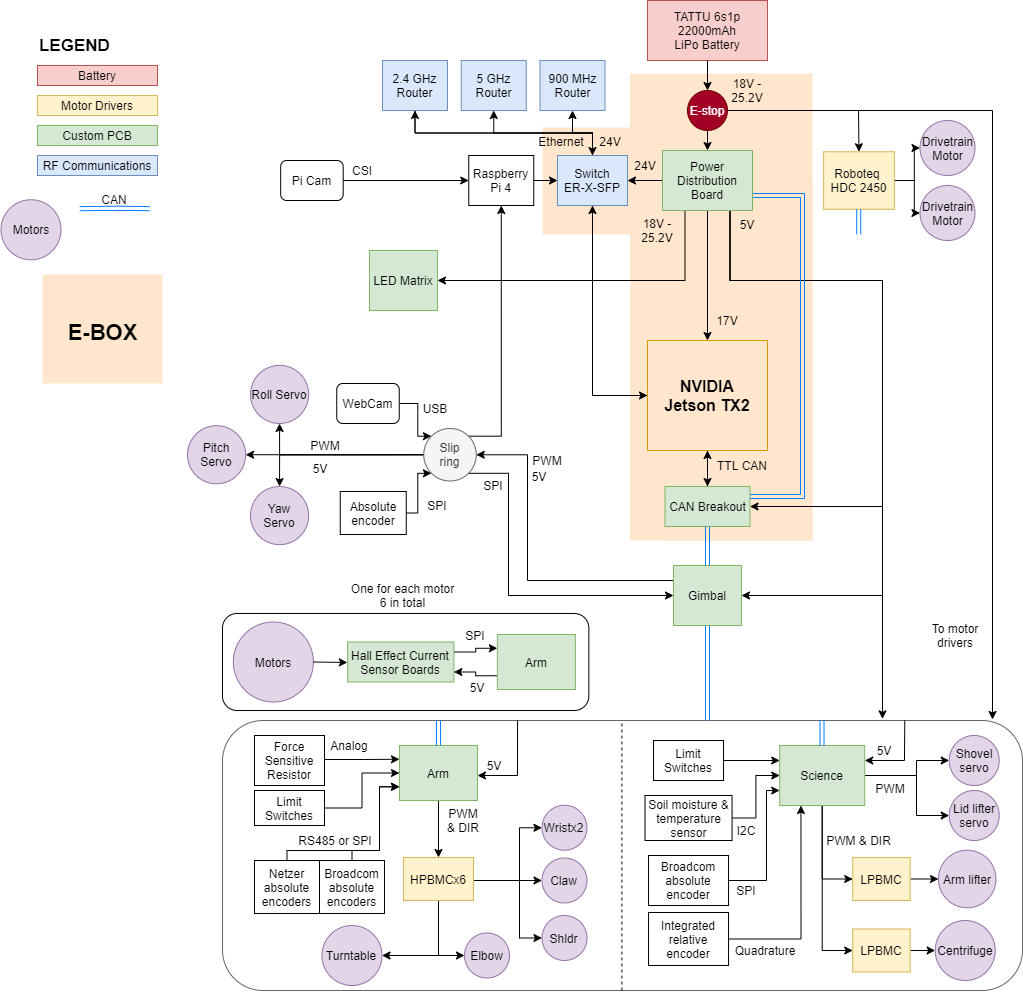 TATTU 6s1p
22000mAh
LiPo Battery
LEGEND
Battery
Motor Drivers
Custom PCB
RF Communications
CAN
Motors
E-BOX
2.4 GHz
Router
5 GHz
Router
900 MHz
Router
18V -
25.2V
E-stop
Ethernet
24V
Pi Cam
CSI
Raspberry
Pi 4
Switch
ER-X-SFP
24V
Power
Distribution
Board
Roboteq
HDC 2450
Drivetrain
Motor
Drivetrain
Motor
18V -
25.2V
5V
LED Matrix
17V
NVIDIA
Jetson TX2
TTL CAN
CAN Breakout
Roll Servo
WebCam
USB
Pitch
Servo
PWM
5V
Slip
ring
PWM
5V
SPI
Yaw
Servo
Absolute
encoder
SPI
Gimbal
One for each motor
6 in total
Motors
Hall Effect Current
Sensor Boards
SPI
5V
Arm
To motor
drivers
Force
Sensitive
Resistor
Analog
Limit
Switches
RS485 or SPI
Netzer
absolute
encoders
Broadcom
absolute
encoders
Arm
5V
PWM
& DIR
HPBMCx6
Wristx2
Claw
Shldr
Turntable
Elbow
Limit
Switches
Soil moisture &
temperature
sensor
I2C
Broadcom
absolute
encoder
SPI
Integrated
relative
encoder
Quadrature
Science
5V
PWM
Shovel
servo
Lid lifter
servo
PWM & DIR
LPBMC
Arm lifter
LPBMC
Centrifuge